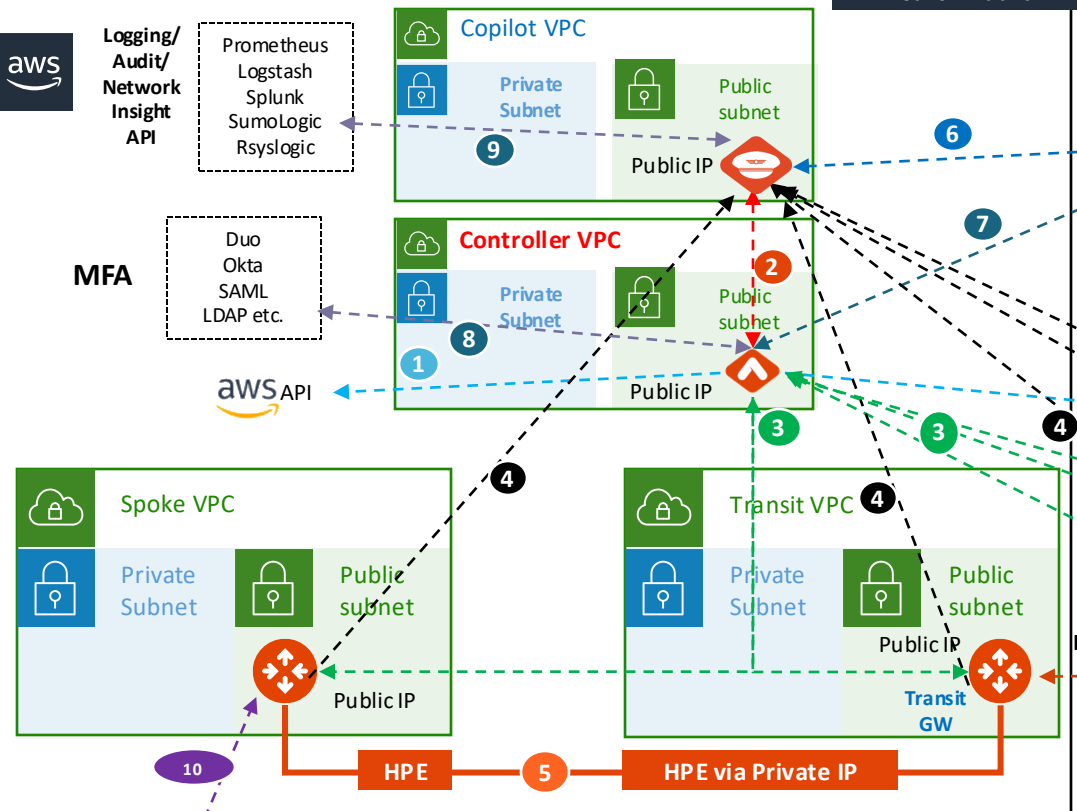 aws
Logging/
Audit/
Network
Insight
API
Prometheus
Logstash
Splunk
SumoLogic
Rsyslogic
Copilot VPC
Private
Subnet
Public
subnet
Public IP
9
6
7
MFA
Duo
Okta
SAML
LDAP etc.
Controller VPC
Private
Subnet
Public
subnet
2
8
1
Public IP
aws API
3
3
4
4
4
Spoke VPC
Private
Subnet
Public
subnet
Public IP
Transit VPC
Private
Subnet
Public
subnet
Public IP
Transit
GW
10
HPE
5
HPE via Private IP